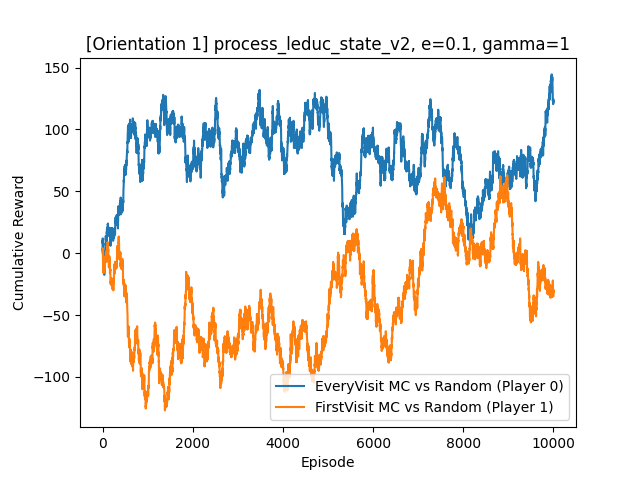 [Orientation 1] process_leduc_state_v2, e=0.1, gamma=1
150
100
50
0
−50
−100
Cumulative Reward
0
2000
4000
6000
8000
10000
Episode
EveryVisit MC vs Random (Player 0)
FirstVisit MC vs Random (Player 1)